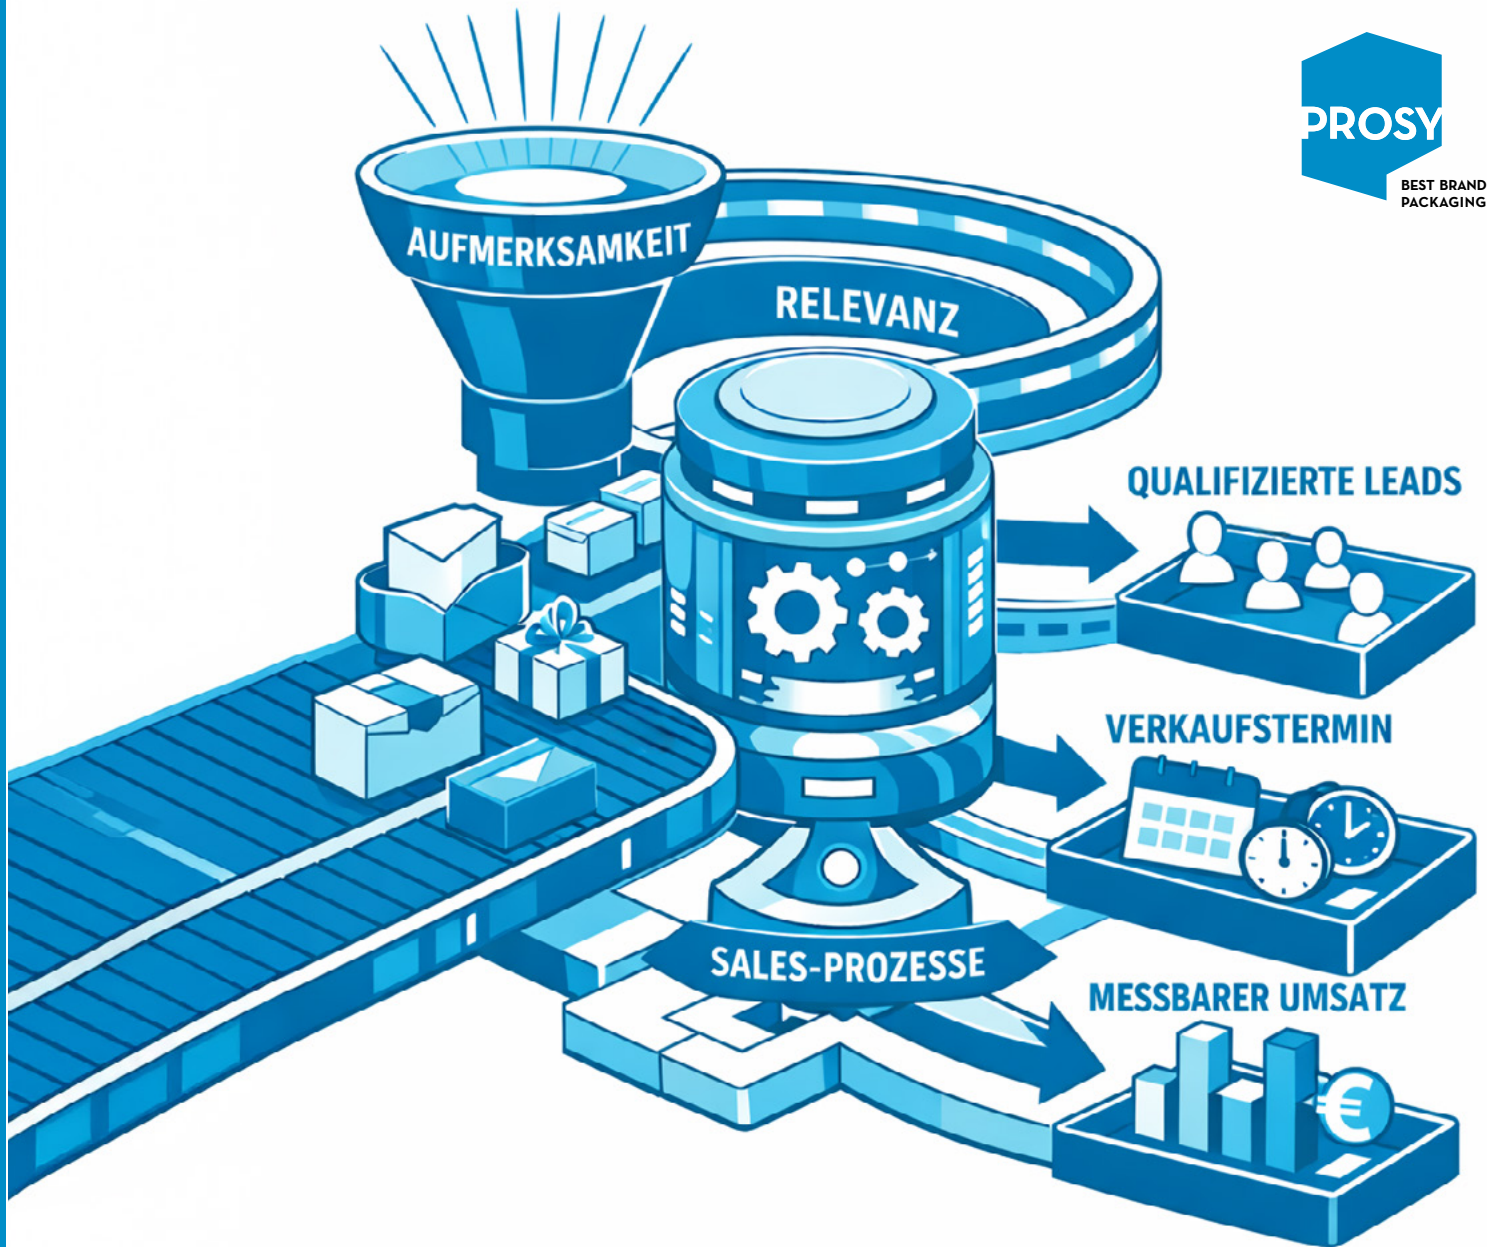 PROSY
BEST BRAND
PACKAGING
AUFMERKSAMKEIT
RELEVANZ
QUALIFIZIERTE LEADS
VERKAUFSTERMIN
SALES-PROZESSE
MESSBARER UMSATZ
€